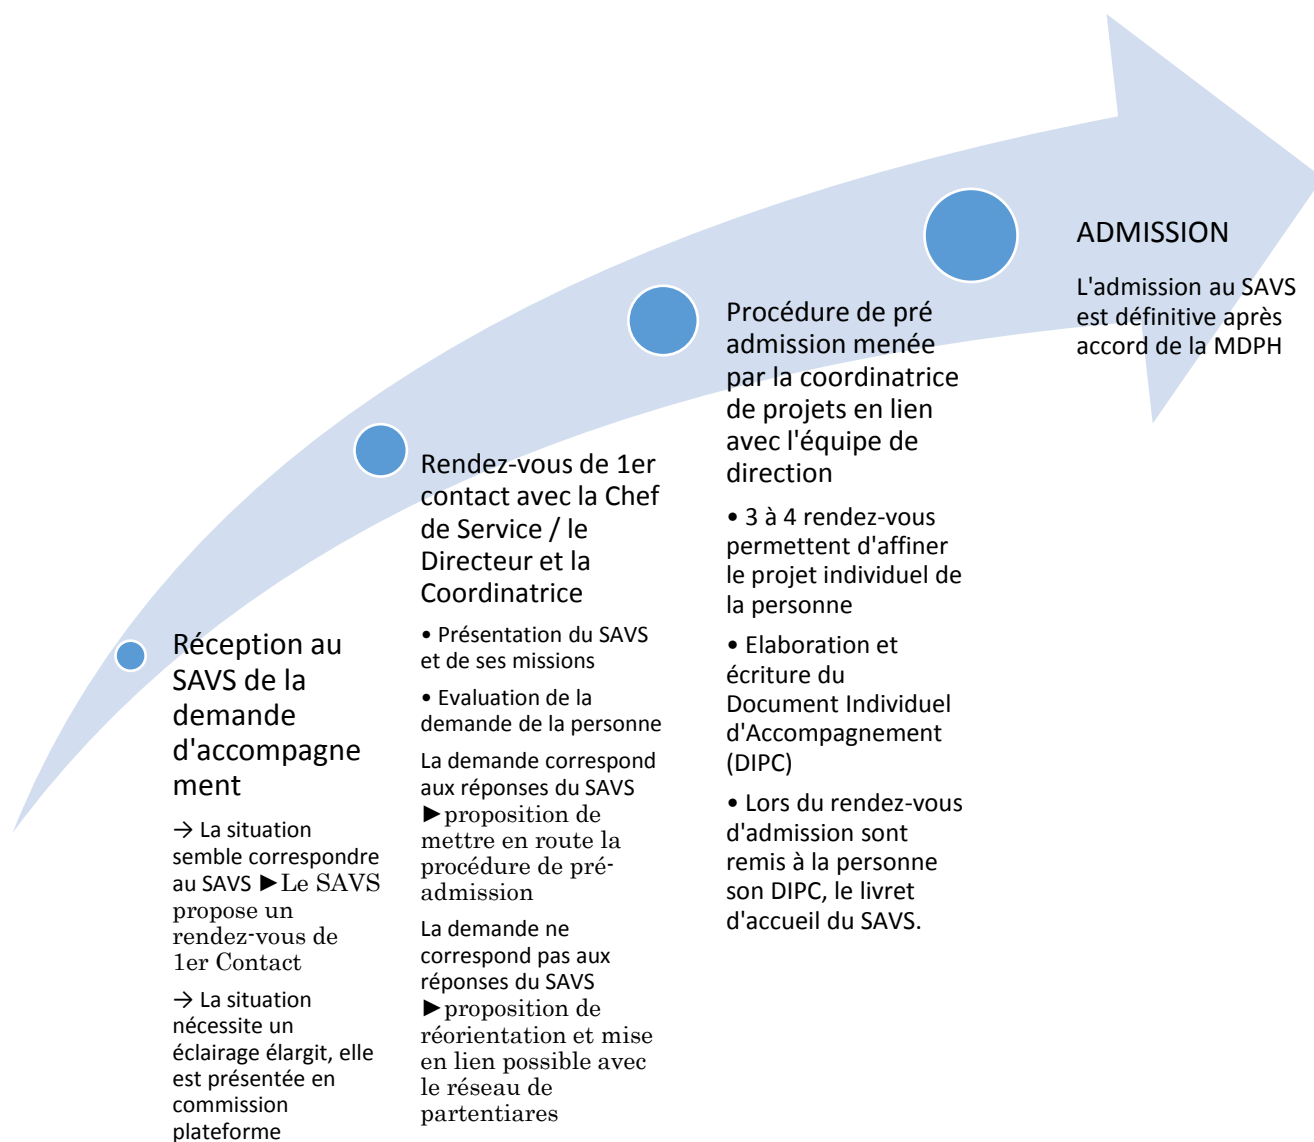 Réception au
SAVS de la
demande
d'accompagne
ment
→ La situation
semble correspondre
au SAVS ►Le SAVS
propose un
rendez-vous de
1er Contact
→ La situation
nécessite un
éclairage élargit, elle
est présentée en
commission
plateforme
Rendez-vous de 1er
contact avec la Chef
de Service / le
Directeur et la
Coordinatrice
• Présentation du SAVS
et de ses missions
• Evaluation de la
demande de la personne
La demande correspond
aux réponses du SAVS
►proposition de
mettre en route la
procédure de pré-
admission
La demande ne
correspond pas aux
réponses du SAVS
►proposition de
réorientation et mise
en lien possible avec
le réseau de
partentiares
Procédure de pré
admission menée
par la coordinatrice
de projets en lien
avec l'équipe de
direction
• 3 à 4 rendez-vous
permettent d'affiner
le projet individuel de
la personne
• Elaboration et
écriture du
Document Individuel
d'Accompagnement
(DIPC)
• Lors du rendez-vous
d'admission sont
remis à la personne
son DIPC, le livret
d'accueil du SAVS.
ADMISSION
L'admission au SAVS
est définitive après
accord de la MDPH